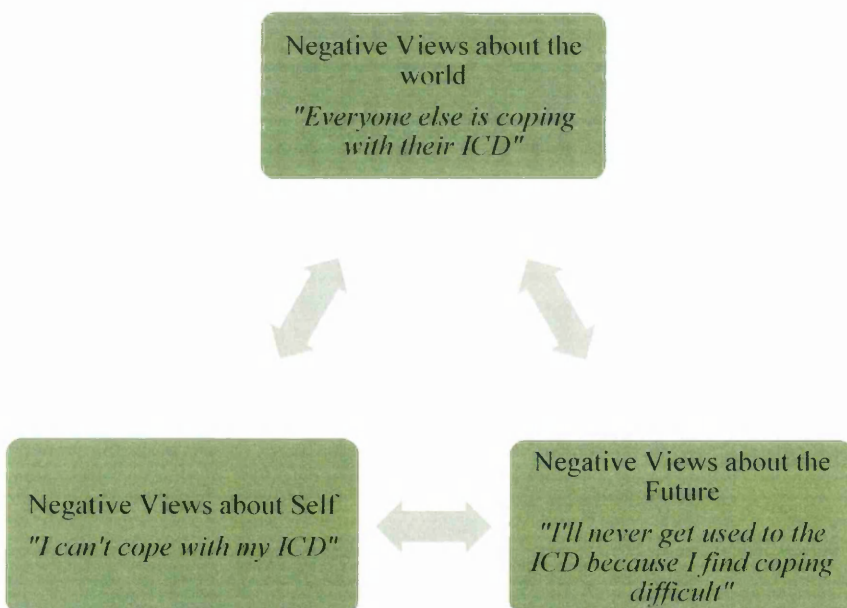 Negative Views about the
world
"Everyone else is coping
with their ICD"
Negative Views about Self
"I can't cope with my ICD"
Negative Views about the
Future
"I'll never get used to the
ICD because I find coping
difficult"